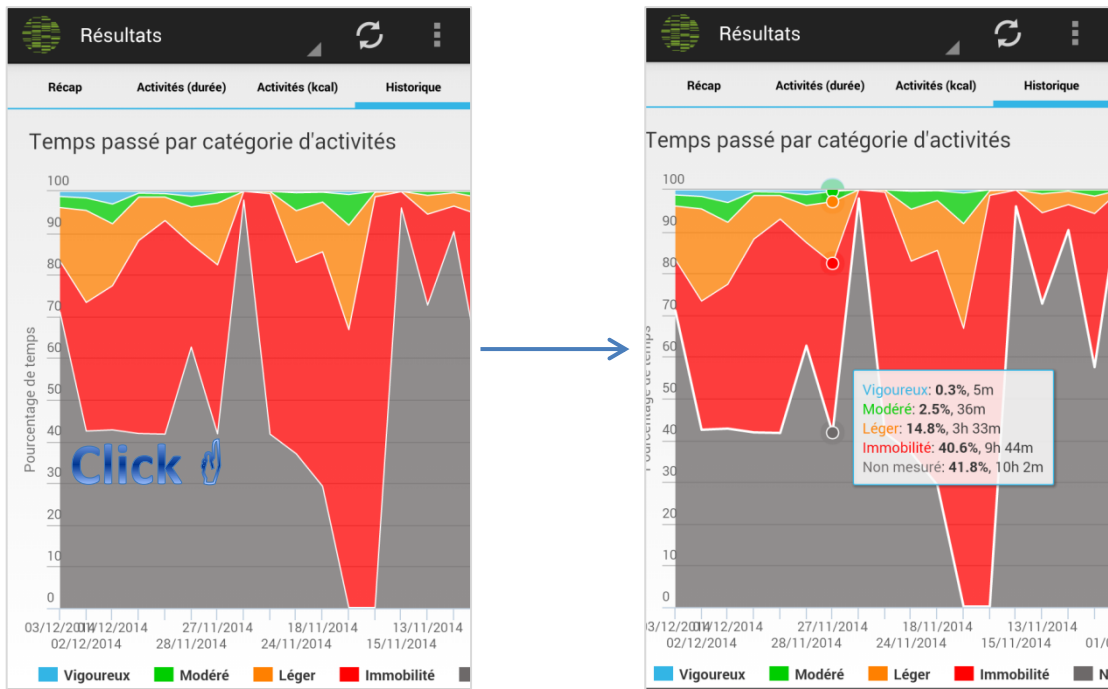 Résultats
Récap Activités (durée) Activités (kcal) Historique
Temps passé par catégorie d'activités
100
90
80
70
60
50
40
30
20
10
0
Pourcentage de temps
Click
03/12/2014 27/11/2014 18/11/2014 13/11/2014
02/12/2014 28/11/2014 24/11/2014 15/11/2014
Vigoureux Modéré Léger Immobilité
Résultats
Récap Activités (durée) Activités (kcal) Historique
Temps passé par catégorie d'activités
100
90
80
70
60
50
40
30
20
10
0
Pourcentage de temps
Vigoureux: 0.3%, 5m
Modéré: 2.5%, 36m
Léger: 14.8%, 3h 33m
Immobilité: 40.6%, 9h 44m
Non mesuré: 41.8%, 10h 2m
27/11/2014 18/11/2014 13/11/2014
02/12/2014 28/11/2014 24/11/2014 15/11/2014 01/
Vigoureux Modéré Léger Immobilité N